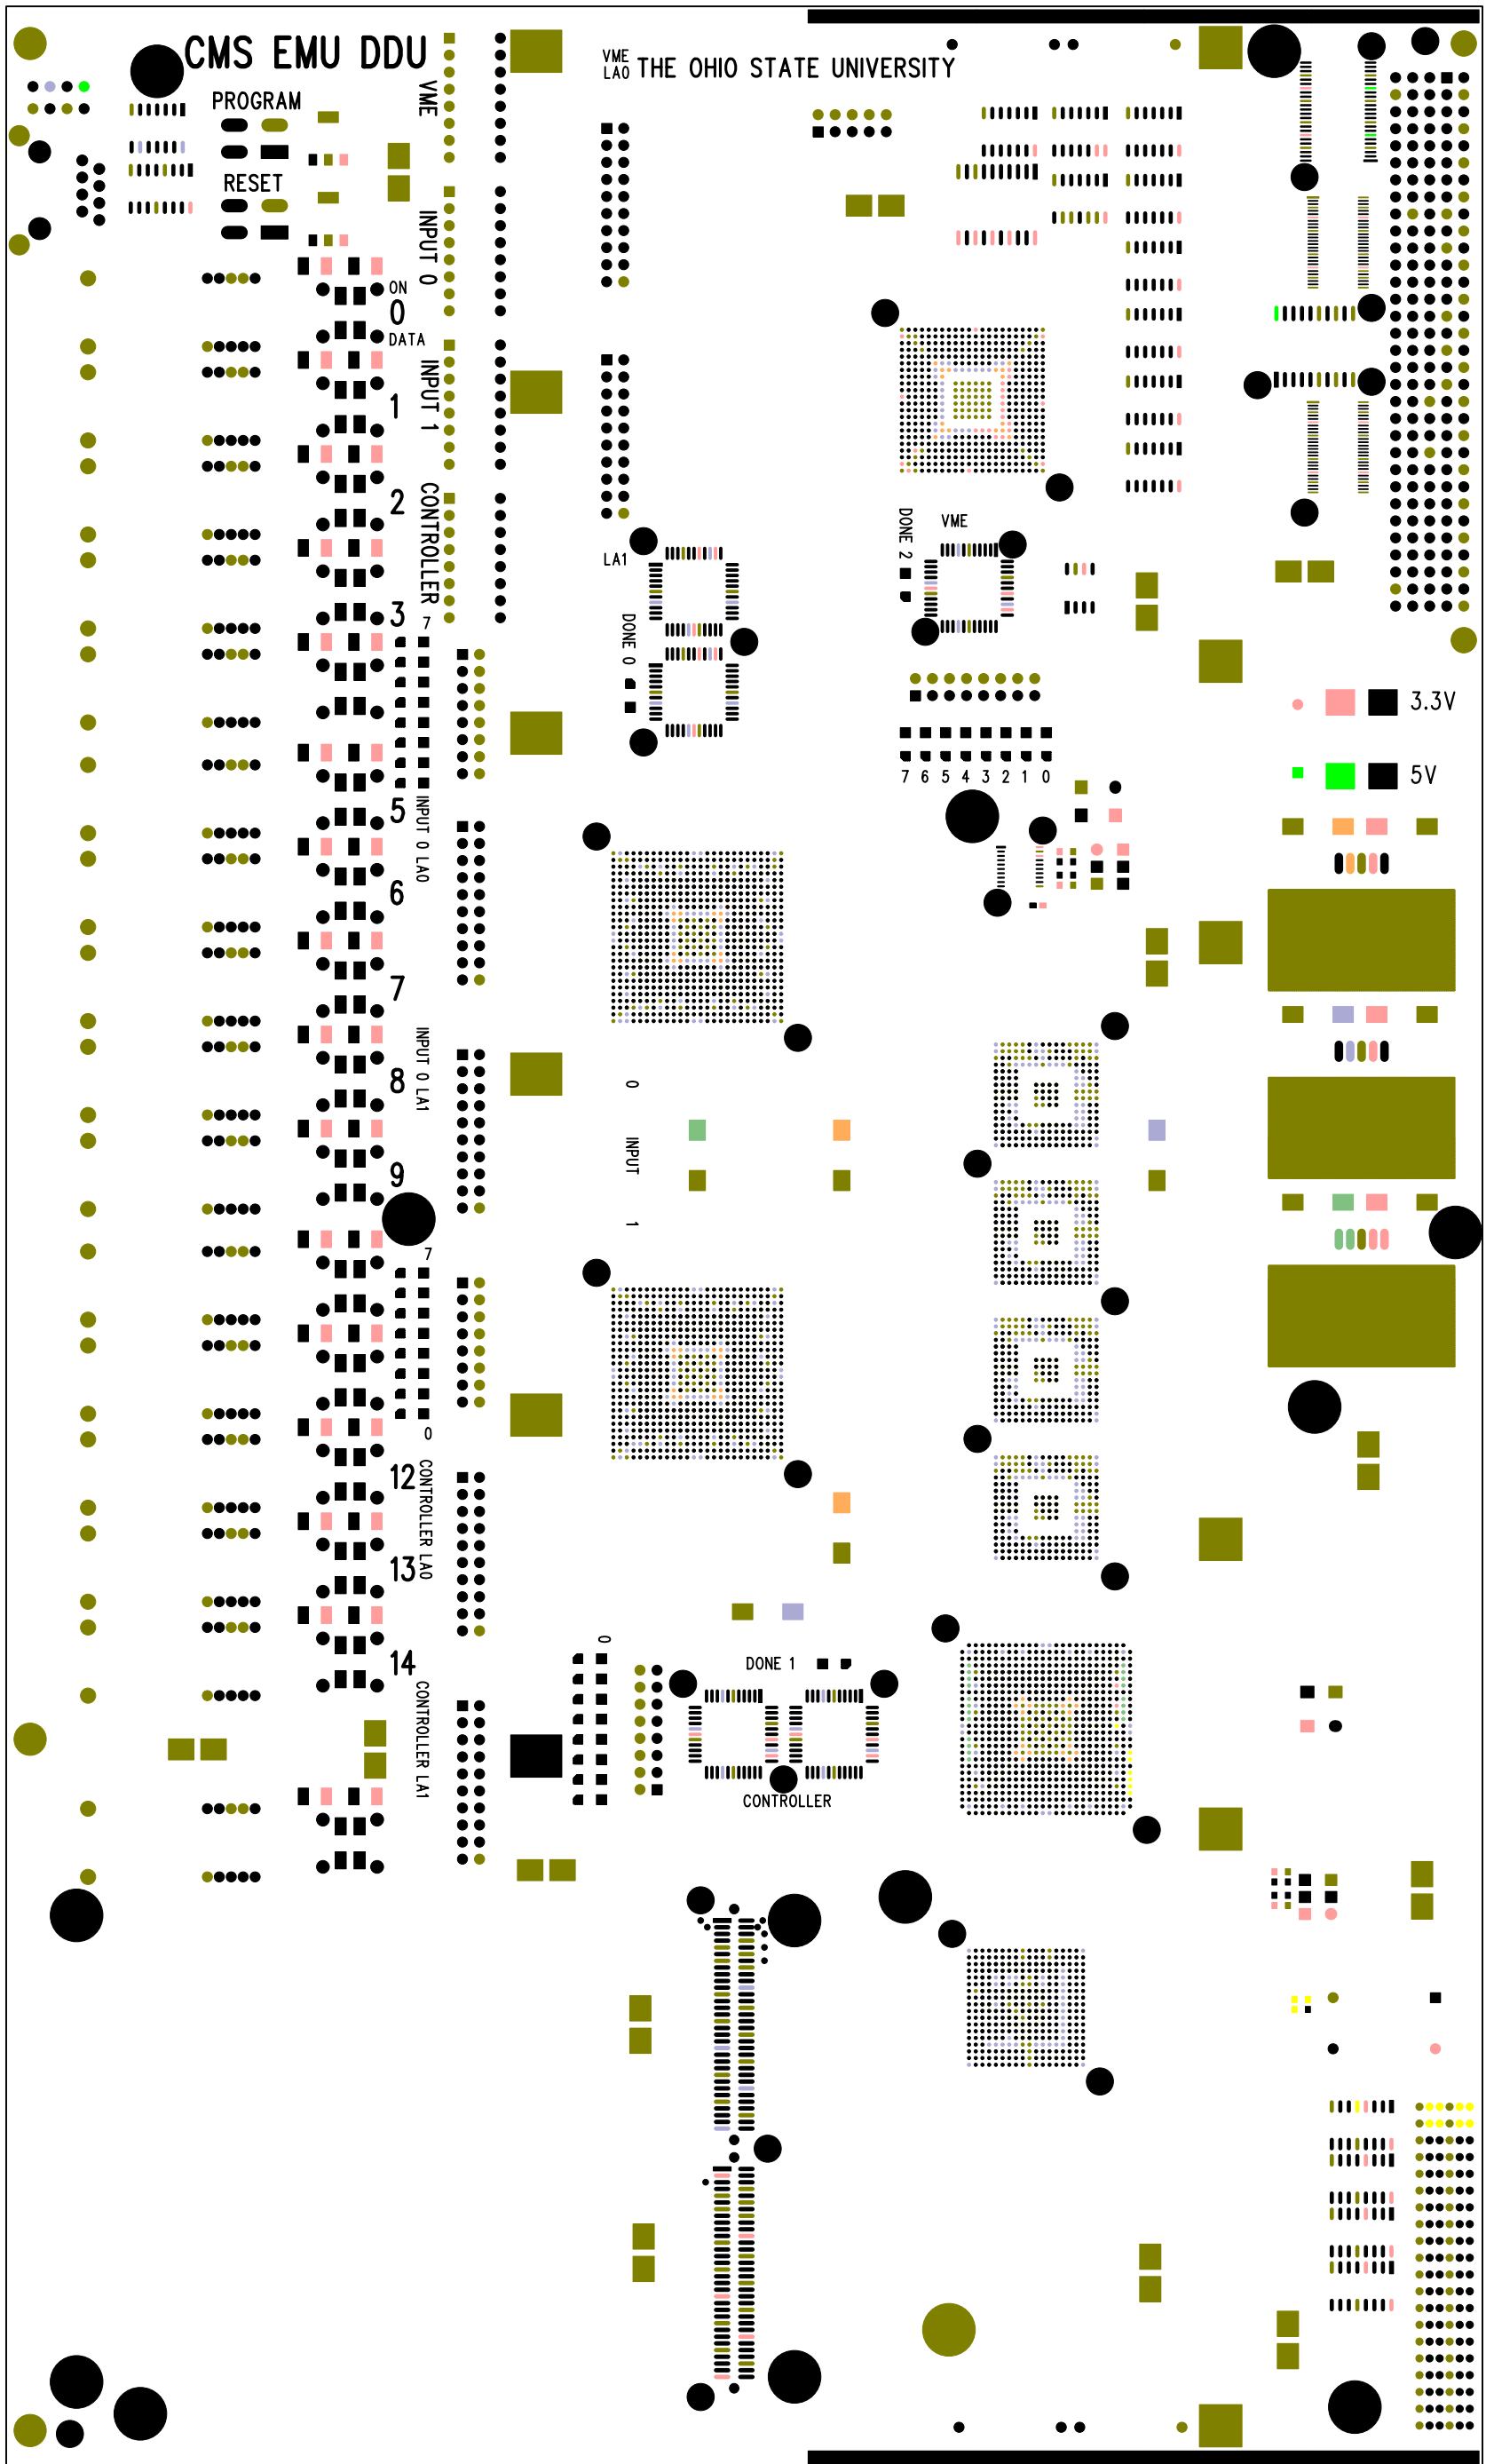 CMS EMU DDU
VME
LA0
THE OHIO STATE UNIVERSITY
PROGRAM
VME
RESET
INPUT 0
ON
0
DATA
INPUT 1
1
2
CONTROLLER
DONE 2
VME
LA1
3
7
DONE 0
3.3V
7 6 5 4 3 2 1 0
5V
5
INPUT 0 LA0
6
7
INPUT 0 LA1
8
0
INPUT
1
9
7
0
12
CONTROLLER LA0
13
0
14
DONE 1
CONTROLLER LA1
CONTROLLER